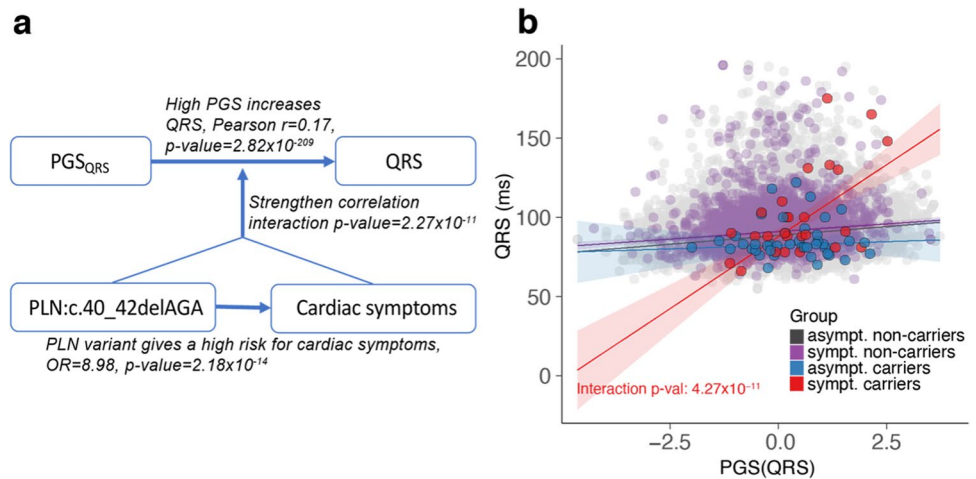 a
High PGS increases
QRS, Pearson r=0.17,
p-value=2.82x10⁻²⁰⁹
PGS_QRS
QRS
Strengthen correlation
interaction p-value=2.27x10⁻¹¹
PLN:c.40_42delAGA
Cardiac symptoms
PLN variant gives a high risk for cardiac symptoms,
OR=8.98, p-value=2.18x10⁻¹⁴
b
QRS (ms)
200
150
100
50
0
Group
asympt. non-carriers
sympt. non-carriers
asympt. carriers
sympt. carriers
Interaction p-val: 4.27x10⁻¹¹
−2.5
0.0
2.5
PGS(QRS)